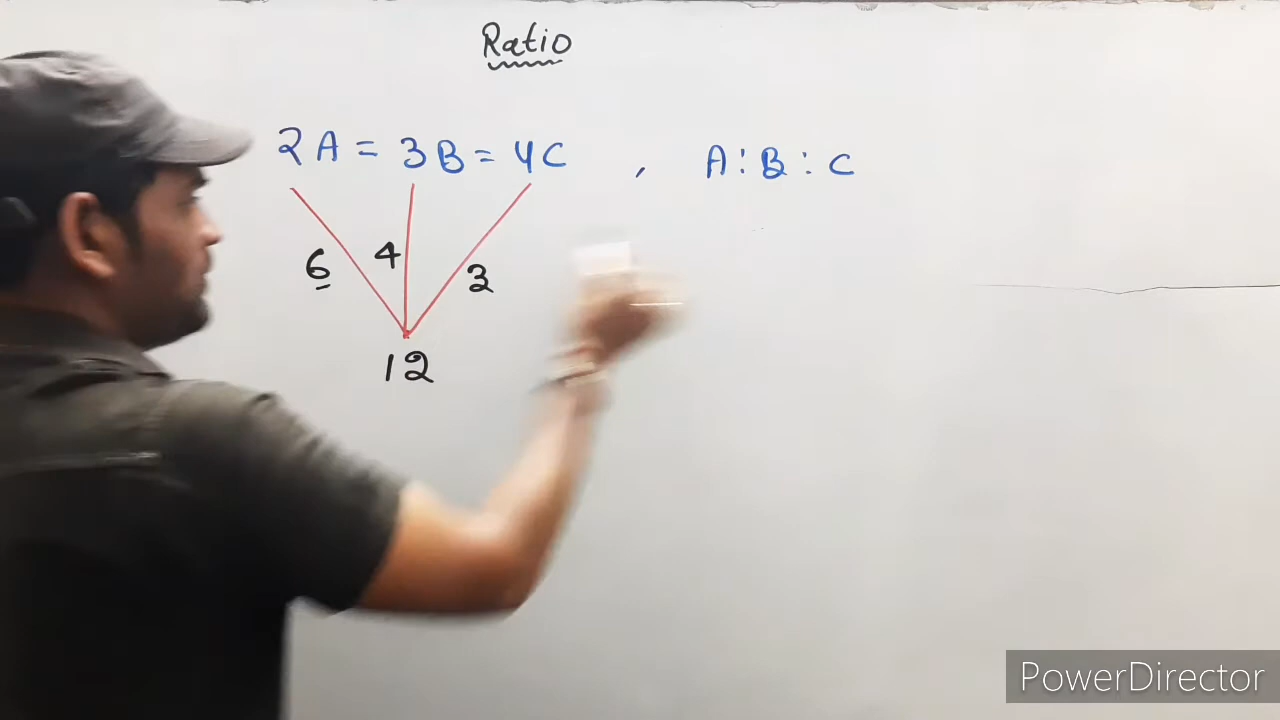 Ratio
2A = 3B = 4C , A : B : C
6 4 3
12
PowerDirector